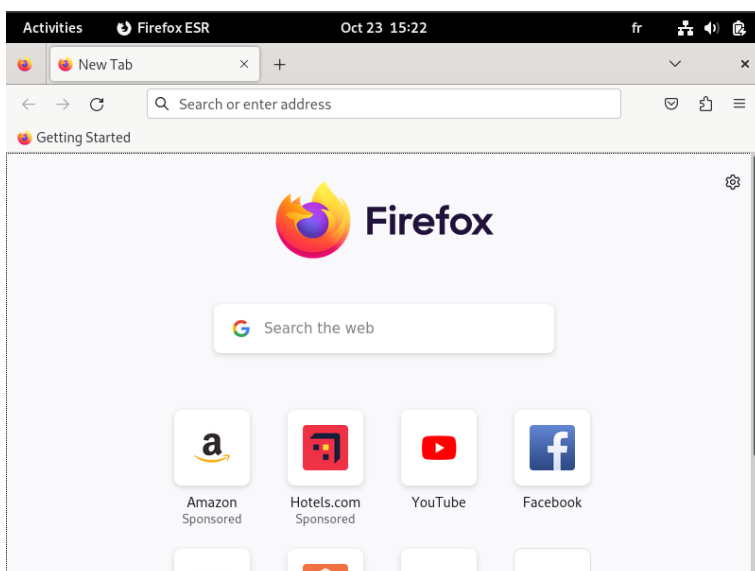 Activities Firefox ESR Oct 23 15:22 fr
New Tab
Search or enter address
Getting Started
Firefox
Search the web
Amazon Hotels.com YouTube Facebook
Sponsored Sponsored